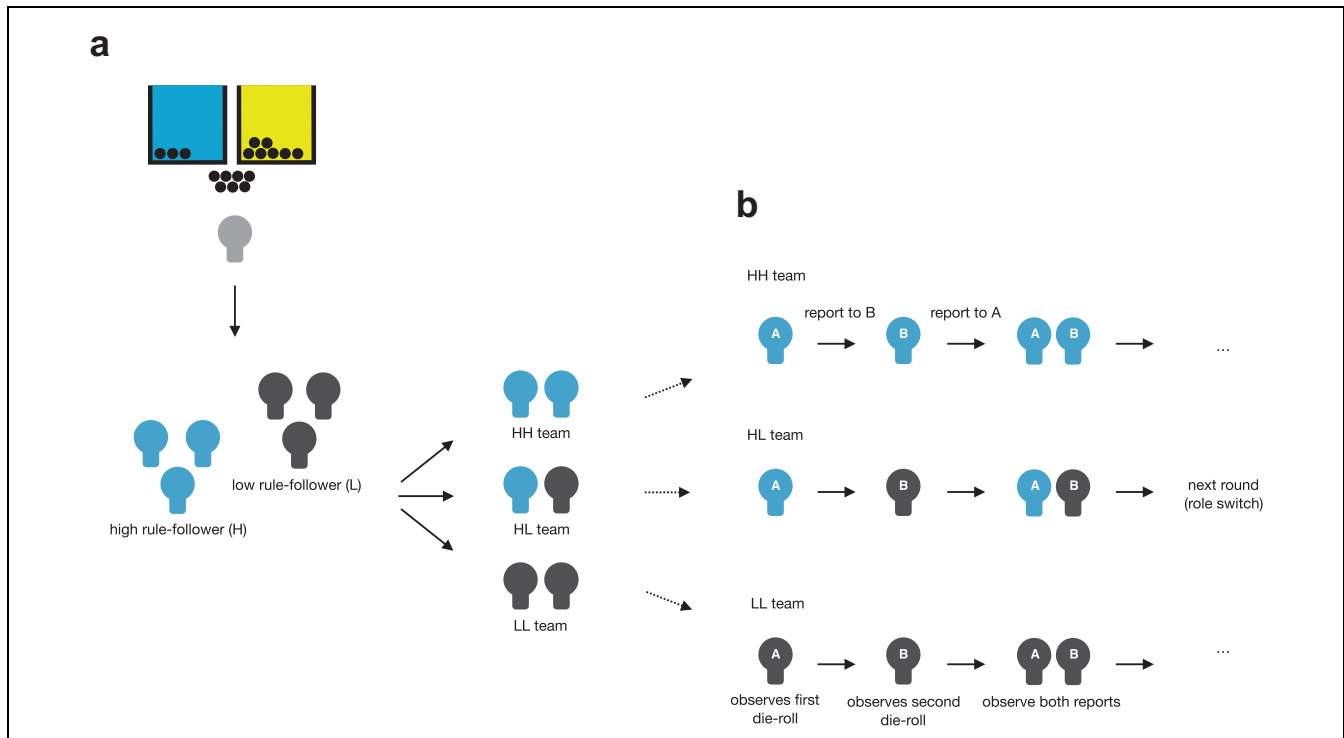 a
high rule-follower (H)
low rule-follower (L)
HH team
HL team
LL team
b
HH team
A
report to B
B
report to A
A B
...
HL team
A
B
A B
next round
(role switch)
LL team
A
B
A B
...
observes first
die-roll
observes second
die-roll
observe both reports